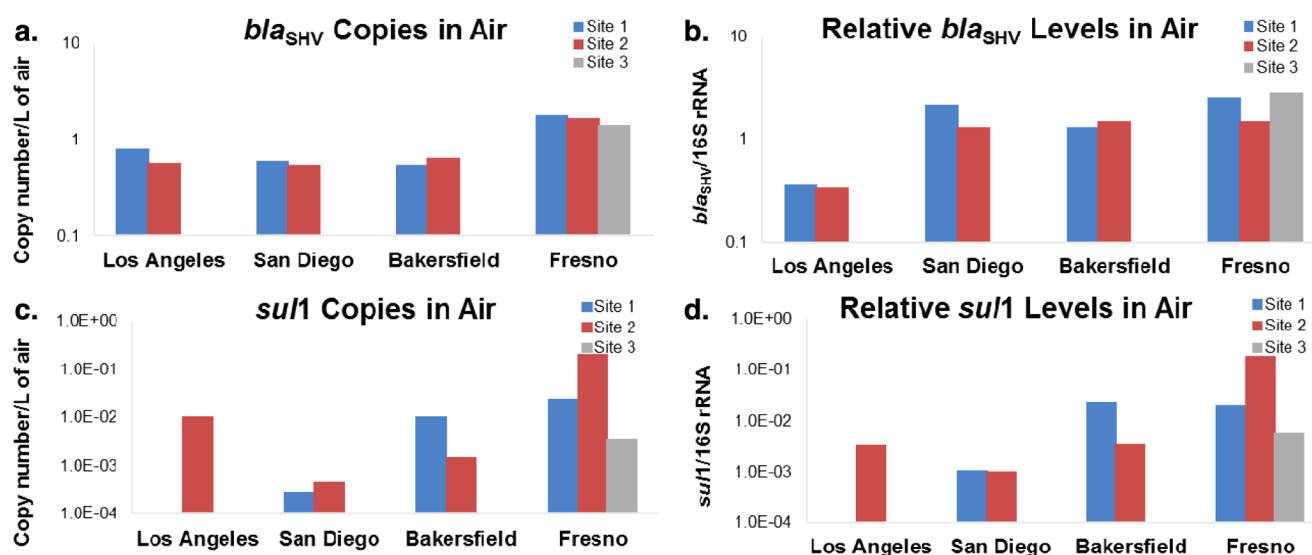 a.
bla_SHV Copies in Air
Site 1
Site 2
Site 3
Copy number/L of air
10
1
0.1
Los Angeles San Diego Bakersfield Fresno
b.
Relative bla_SHV Levels in Air
Site 1
Site 2
Site 3
bla_SHV/16S rRNA
10
1
0.1
Los Angeles San Diego Bakersfield Fresno
c.
sul1 Copies in Air
Site 1
Site 2
Site 3
Copy number/L of air
1.0E+00
1.0E-01
1.0E-02
1.0E-03
1.0E-04
Los Angeles San Diego Bakersfield Fresno
d.
Relative sul1 Levels in Air
Site 1
Site 2
Site 3
sul1/16S rRNA
1.0E+00
1.0E-01
1.0E-02
1.0E-03
1.0E-04
Los Angeles San Diego Bakersfield Fresno